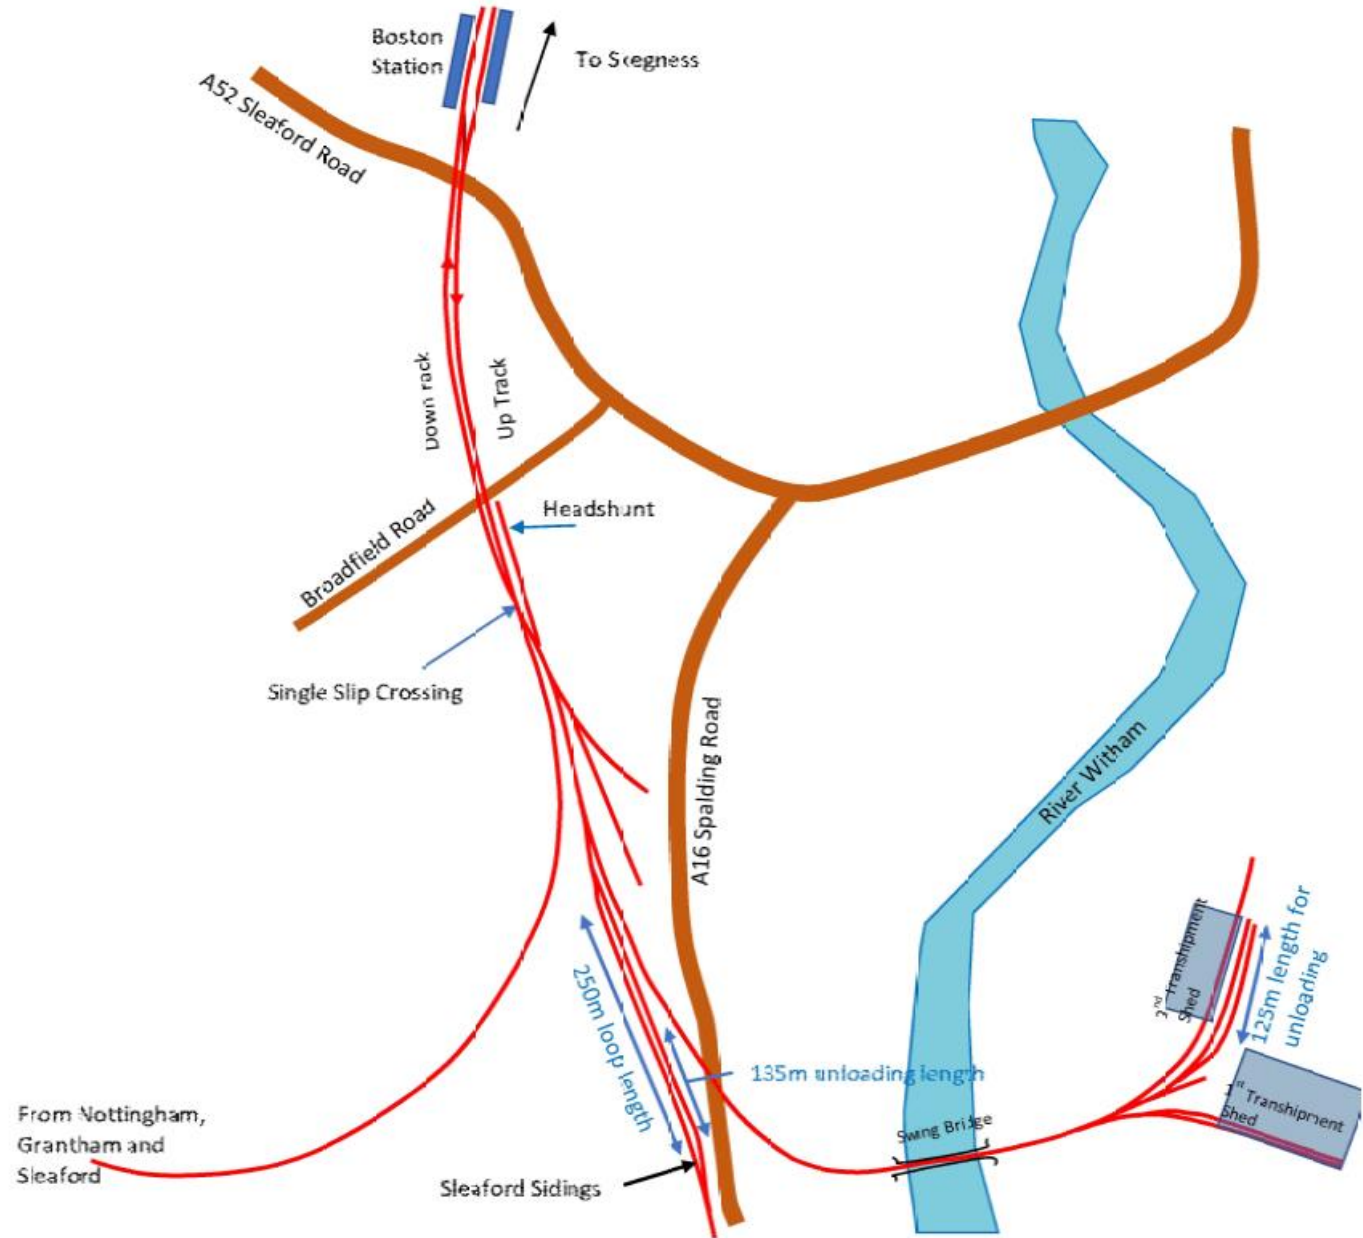 Boston
Station
To Skegness
A52 Sleaford Road
Down rack
Up Track
Headshunt
Broadfield Road
Single Slip Crossing
A16 Spalding Road
River Witham
2nd Transhipment
Shed
125m length for
unloading
250m loop length
135m unloading length
1st Transhipment
Shed
Swing Bridge
From Nottingham,
Grantham and
Sleaford
Sleaford Sidings